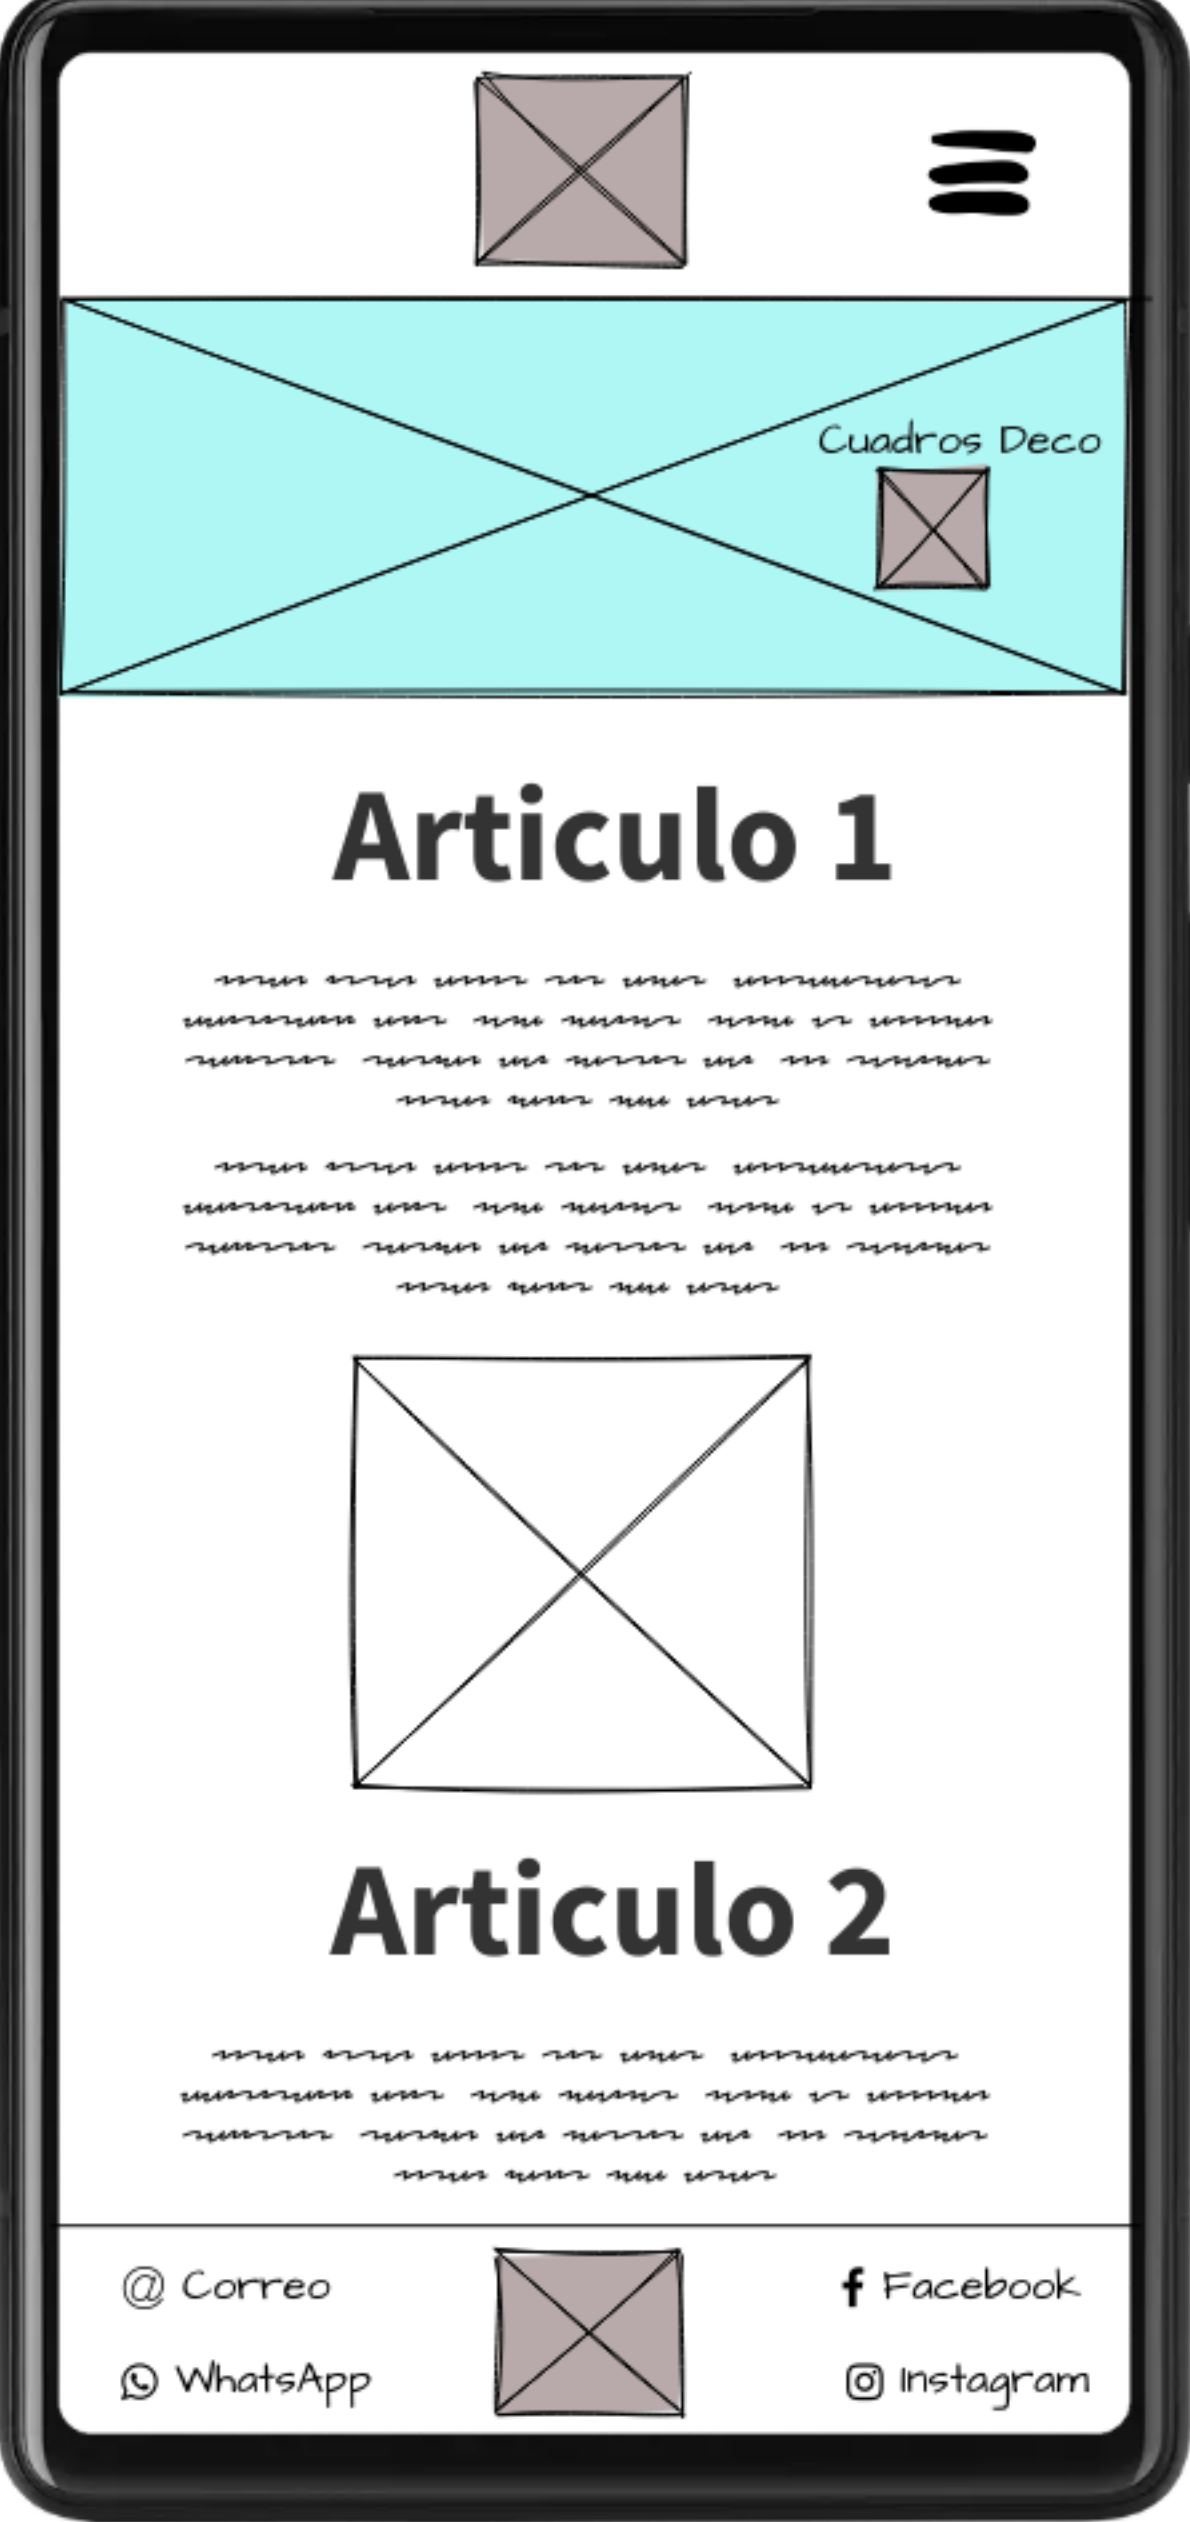 Cuadros Deco
Articulo 1
Articulo 2
@ Correo
Facebook
WhatsApp
Instagram